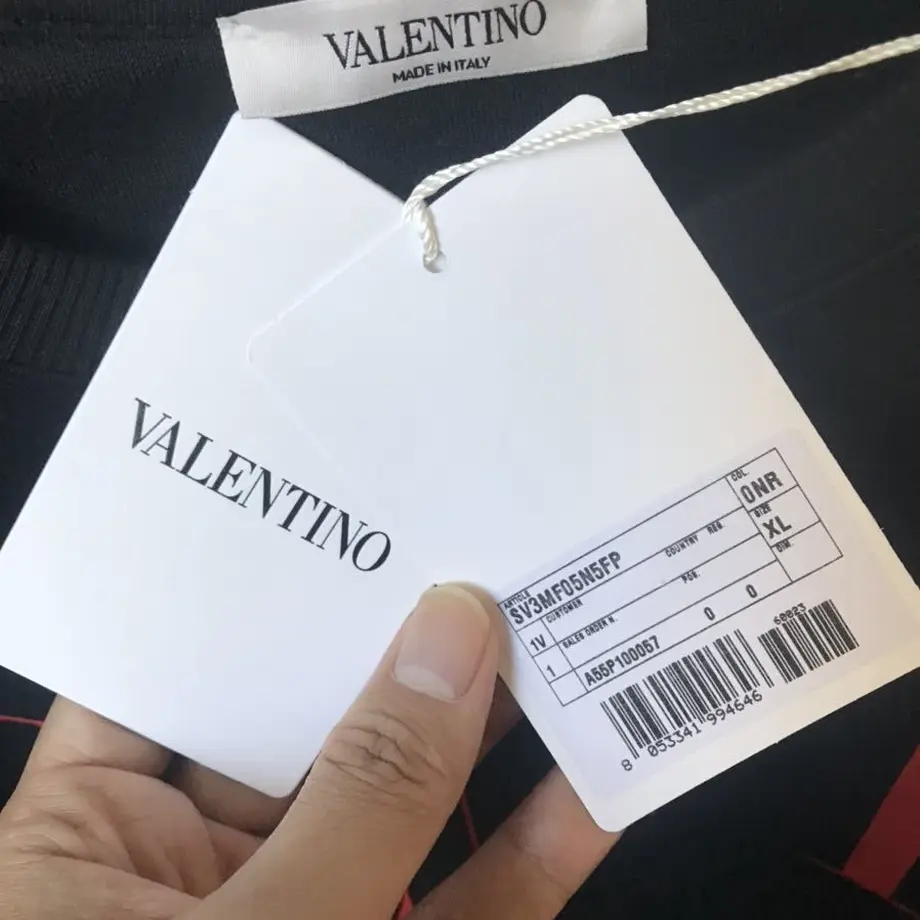 VALENTINO
MADE IN ITALY
VALENTINO
ARTICLE COUNTRY REG. COL.
SV3MF05N5FP 0NR
CUSTOMER SIZE
1V XL
SALES ORDER N. POS. DIM.
1 A55P100057 0 0
60023
8 053341 994646